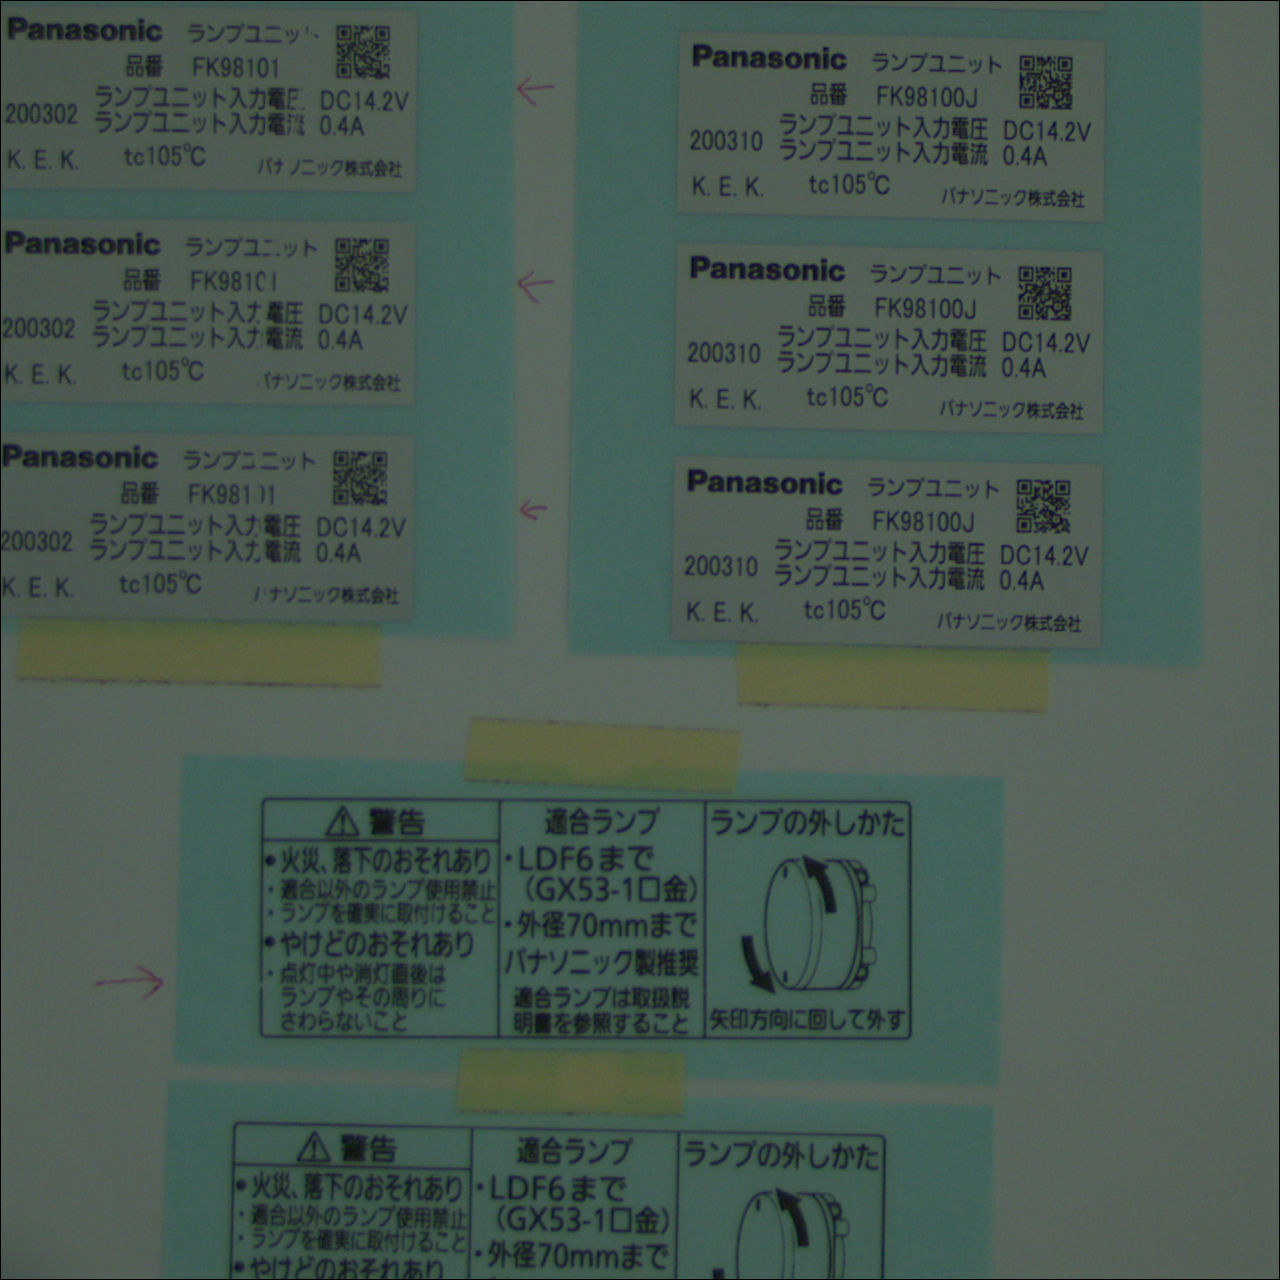 Panasonic ランプユニット
品番 FK98101
ランプユニット入力電圧 DC14.2V
200302 ランプユニット入力電流 0.4A
K. E. K. tc105℃ パナソニック株式会社
Panasonic ランプユニット
品番 FK98101
ランプユニット入力電圧 DC14.2V
200302 ランプユニット入力電流 0.4A
K. E. K. tc105℃ パナソニック株式会社
Panasonic ランプユニット
品番 FK98101
ランプユニット入力電圧 DC14.2V
200302 ランプユニット入力電流 0.4A
K. E. K. tc105℃ パナソニック株式会社
Panasonic ランプユニット
品番 FK98100J
ランプユニット入力電圧 DC14.2V
200310 ランプユニット入力電流 0.4A
K. E. K. tc105℃ パナソニック株式会社
Panasonic ランプユニット
品番 FK98100J
ランプユニット入力電圧 DC14.2V
200310 ランプユニット入力電流 0.4A
K. E. K. tc105℃ パナソニック株式会社
Panasonic ランプユニット
品番 FK98100J
ランプユニット入力電圧 DC14.2V
200310 ランプユニット入力電流 0.4A
K. E. K. tc105℃ パナソニック株式会社
⚠ 警告
●火災、落下のおそれあり
・適合以外のランプ使用禁止
・ランプを確実に取付けること
●やけどのおそれあり
・点灯中や消灯直後は
ランプやその周りに
さわらないこと
適合ランプ
・LDF6まで
(GX53-1口金)
・外径70mmまで
パナソニック製推奨
適合ランプは取扱説
明書を参照すること
ランプの外しかた
矢印方向に回して外す
⚠ 警告
●火災、落下のおそれあり
・適合以外のランプ使用禁止
・ランプを確実に取付けること
●やけどのおそれあり
適合ランプ
・LDF6まで
(GX53-1口金)
・外径70mmまで
ランプの外しかた